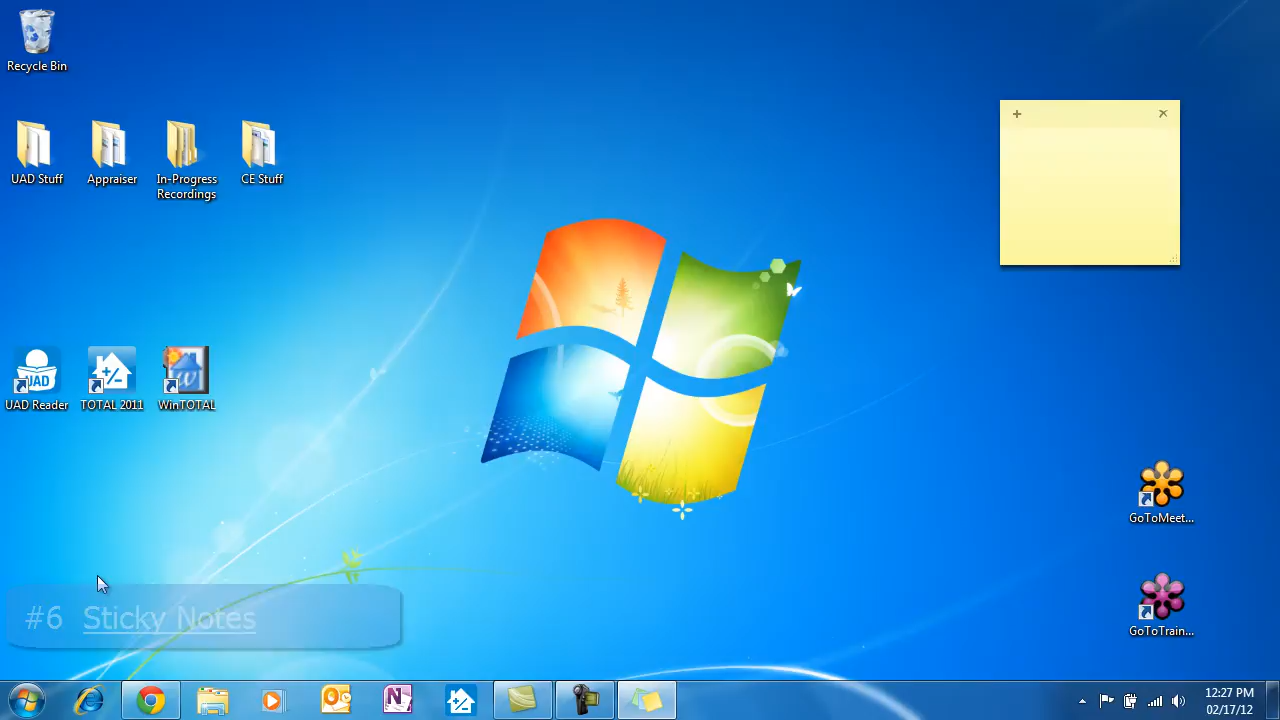 Recycle Bin
UAD Stuff
Appraiser
In-Progress
Recordings
CE Stuff
UAD
UAD Reader
TOTAL 2011
WinTOTAL
GoToMeet...
GoToTrain...
#6 Sticky Notes
12:27 PM
02/17/12